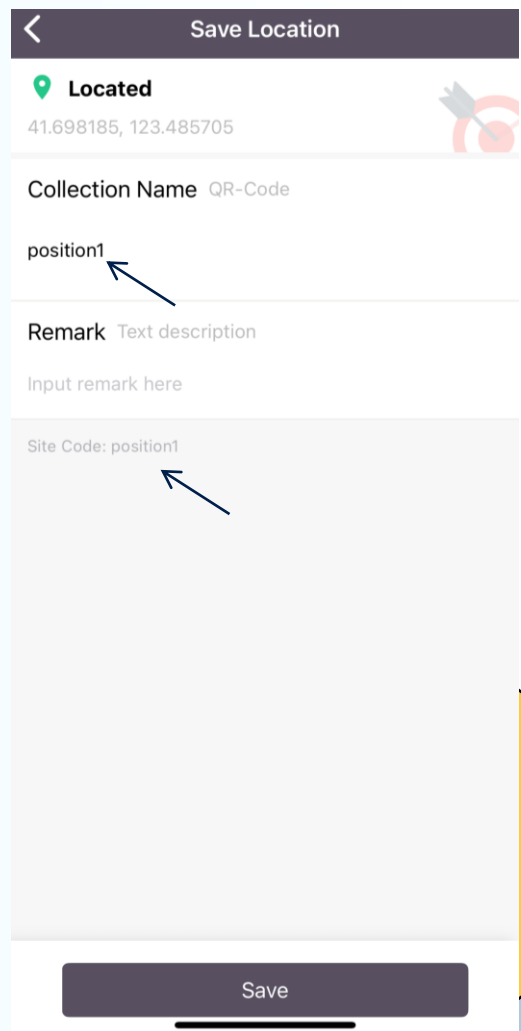 Save Location
Located
41.698185, 123.485705
Collection Name QR-Code
position1
Remark Text description
Input remark here
Site Code: position1
Save